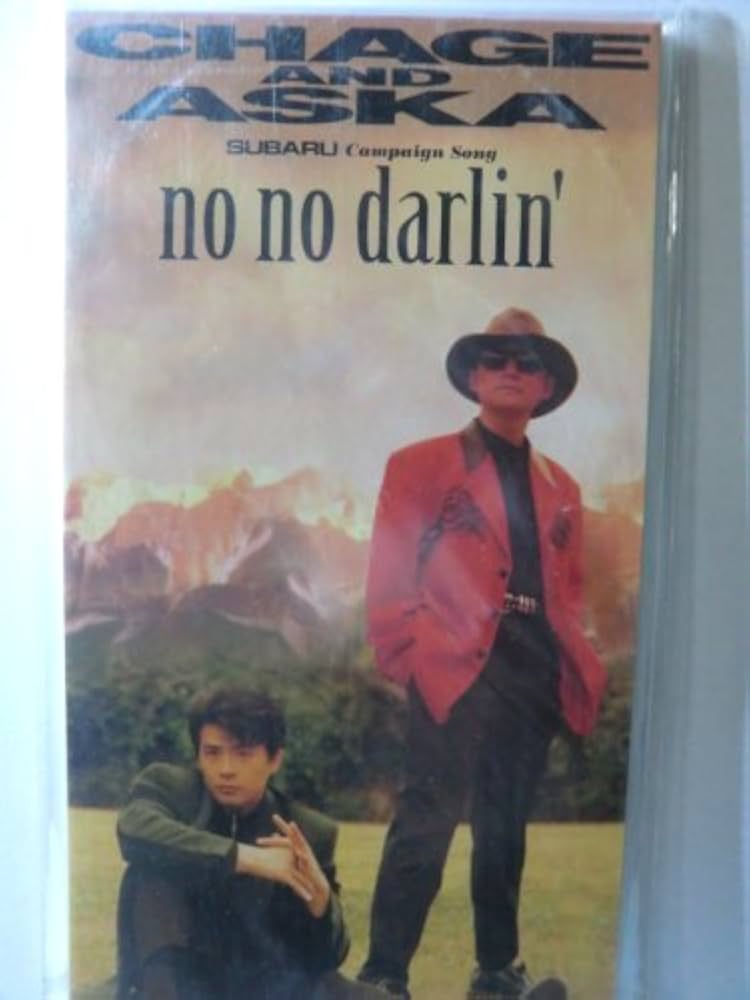 CHAGE
AND
ASKA
SUBARU Campaign Song
no no darlin'